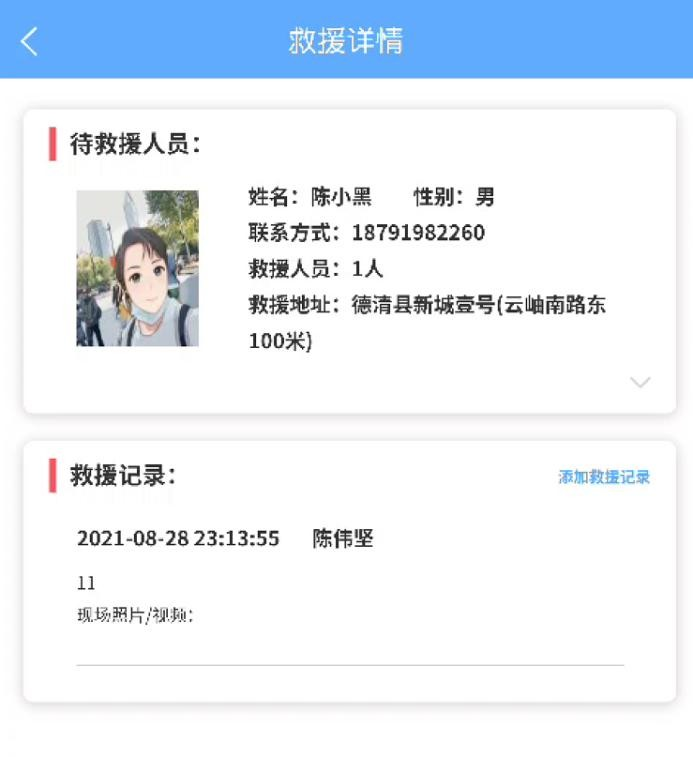 救援详情
待救援人员：
姓名：陈小黑 性别：男
联系方式：18791982260
救援人员：1人
救援地址：德清县新城壹号(云岫南路东
100米)
救援记录：
添加救援记录
2021-08-28 23:13:55 陈伟坚
11
现场照片/视频：